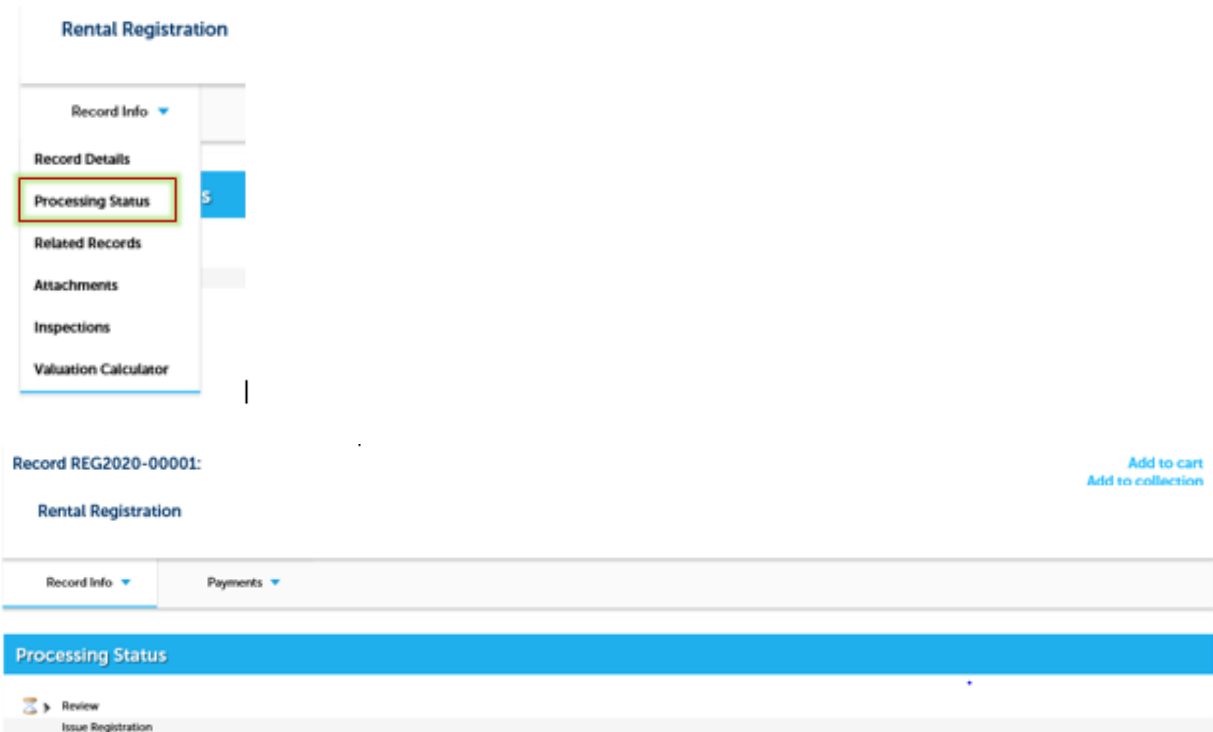 Rental Registration
Record Info
Record Details
s
Processing Status
Related Records
Attachments
Inspections
Valuation Calculator
Record REG2020-00001:
Add to cart
Add to collection
Rental Registration
Record Info
Payments
Processing Status
Review
Issue Registration